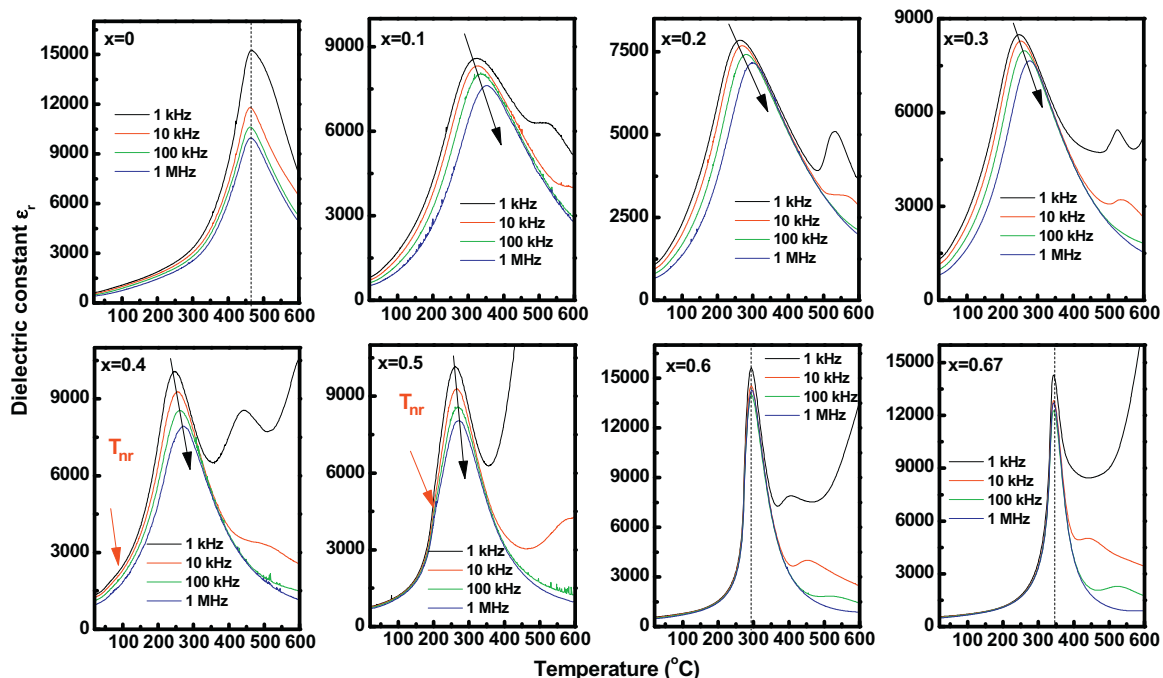 Dielectric constant εr
x=0
15000
12000
9000
6000
3000
0
1 kHz
10 kHz
100 kHz
1 MHz
100 200 300 400 500 600
x=0.1
9000
6000
3000
0
1 kHz
10 kHz
100 kHz
1 MHz
100 200 300 400 500 600
x=0.2
7500
5000
2500
0
1 kHz
10 kHz
100 kHz
1 MHz
100 200 300 400 500 600
x=0.3
9000
6000
3000
0
1 kHz
10 kHz
100 kHz
1 MHz
100 200 300 400 500 600
x=0.4
9000
6000
3000
0
Tnr
1 kHz
10 kHz
100 kHz
1 MHz
100 200 300 400 500 600
x=0.5
9000
6000
3000
0
Tnr
1 kHz
10 kHz
100 kHz
1 MHz
100 200 300 400 500 600
x=0.6
15000
12000
9000
6000
3000
0
1 kHz
10 kHz
100 kHz
1 MHz
100 200 300 400 500 600
x=0.67
15000
12000
9000
6000
3000
0
1 kHz
10 kHz
100 kHz
1 MHz
100 200 300 400 500 600
Temperature (°C)